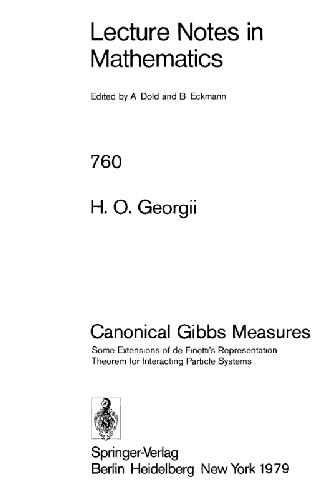 Lecture Notes in
Mathematics
Edited by A. Dold and B. Eckmann
760
H. O. Georgii
Canonical Gibbs Measures
Some Extensions of de Finetti's Representation
Theorem for Interacting Particle Systems
Springer-Verlag
Berlin Heidelberg New York 1979